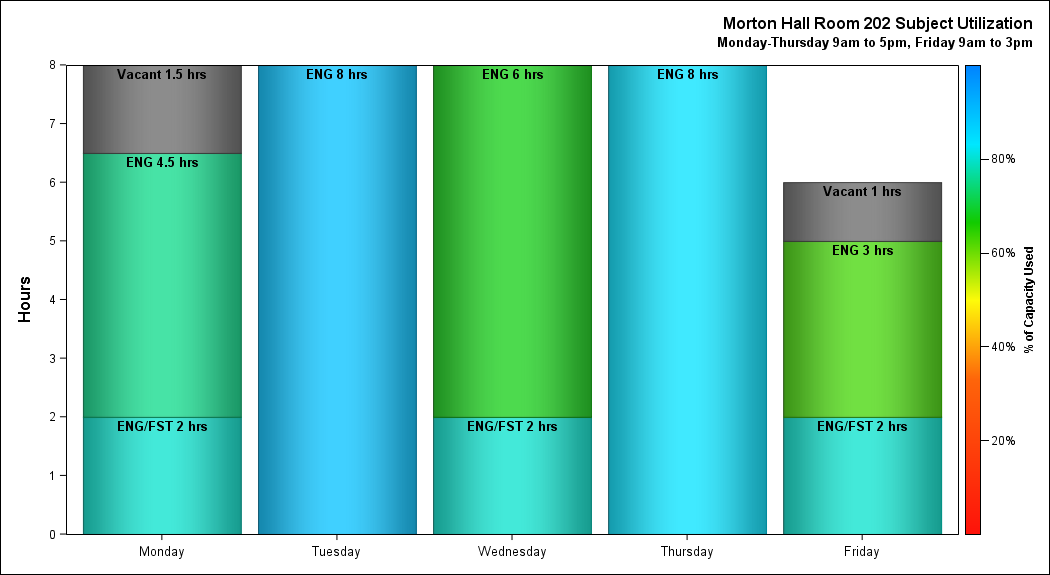 Morton Hall Room 202 Subject Utilization
Monday-Thursday 9am to 5pm, Friday 9am to 3pm
Hours
8
7
6
5
4
3
2
1
0
Vacant 1.5 hrs
ENG 4.5 hrs
ENG/FST 2 hrs
ENG 8 hrs
ENG 6 hrs
ENG/FST 2 hrs
ENG 8 hrs
Vacant 1 hrs
ENG 3 hrs
ENG/FST 2 hrs
Monday
Tuesday
Wednesday
Thursday
Friday
80%
60%
40%
20%
% of Capacity Used